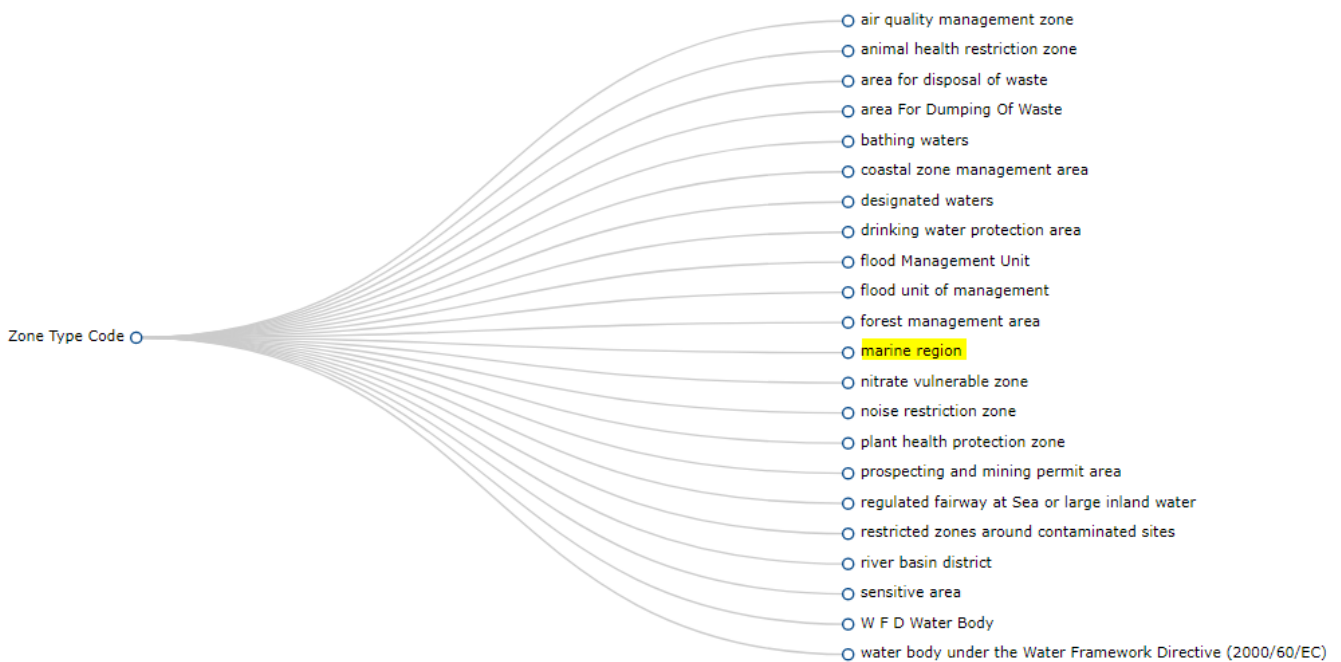 air quality management zone
animal health restriction zone
area for disposal of waste
area For Dumping Of Waste
bathing waters
coastal zone management area
designated waters
drinking water protection area
flood Management Unit
flood unit of management
forest management area
Zone Type Code
marine region
nitrate vulnerable zone
noise restriction zone
plant health protection zone
prospecting and mining permit area
regulated fairway at Sea or large inland water
restricted zones around contaminated sites
river basin district
sensitive area
W F D Water Body
water body under the Water Framework Directive (2000/60/EC)